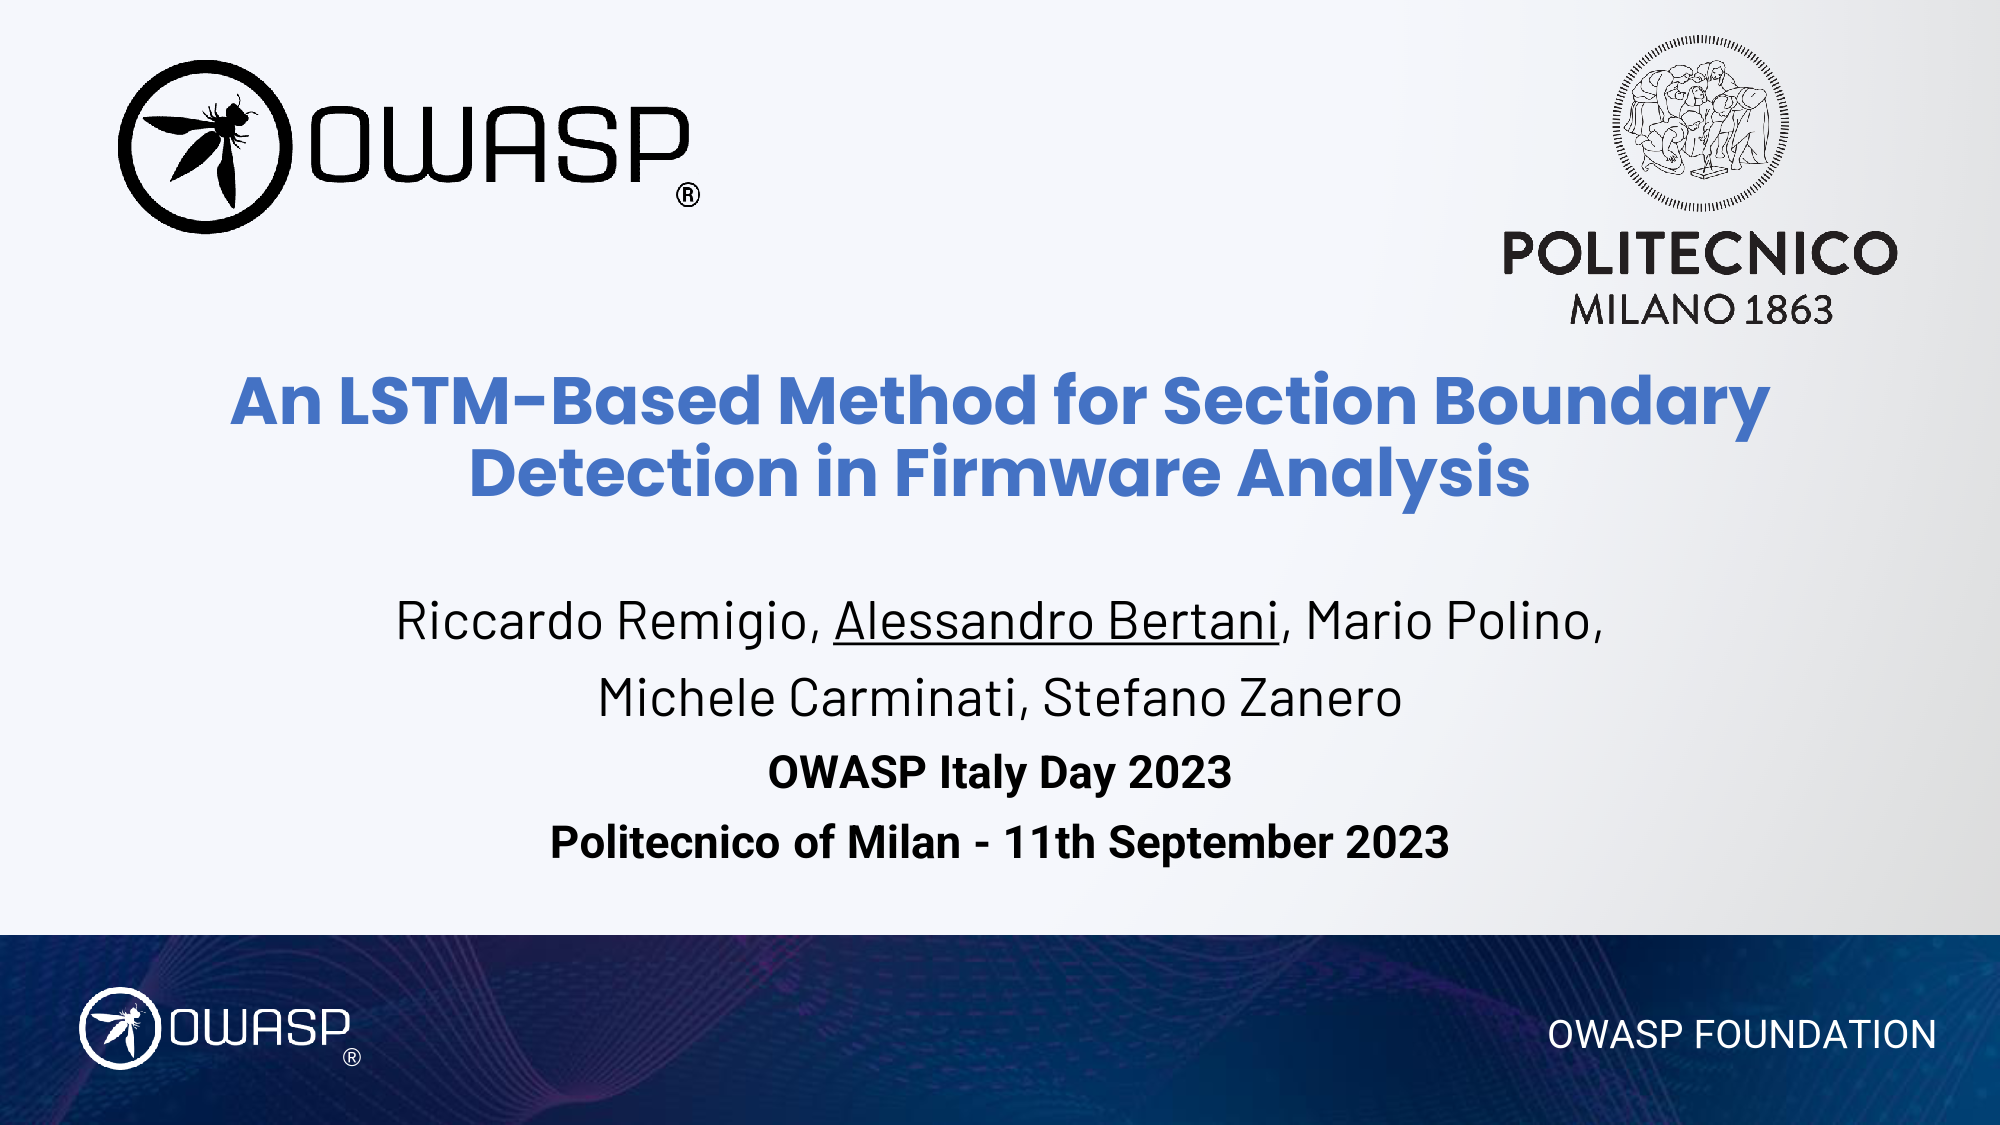 OWASP
®
POLITECNICO
MILANO 1863
An LSTM-Based Method for Section Boundary
Detection in Firmware Analysis
Riccardo Remigio, Alessandro Bertani, Mario Polino,
Michele Carminati, Stefano Zanero
OWASP Italy Day 2023
Politecnico of Milan - 11th September 2023
OWASP
®
OWASP FOUNDATION